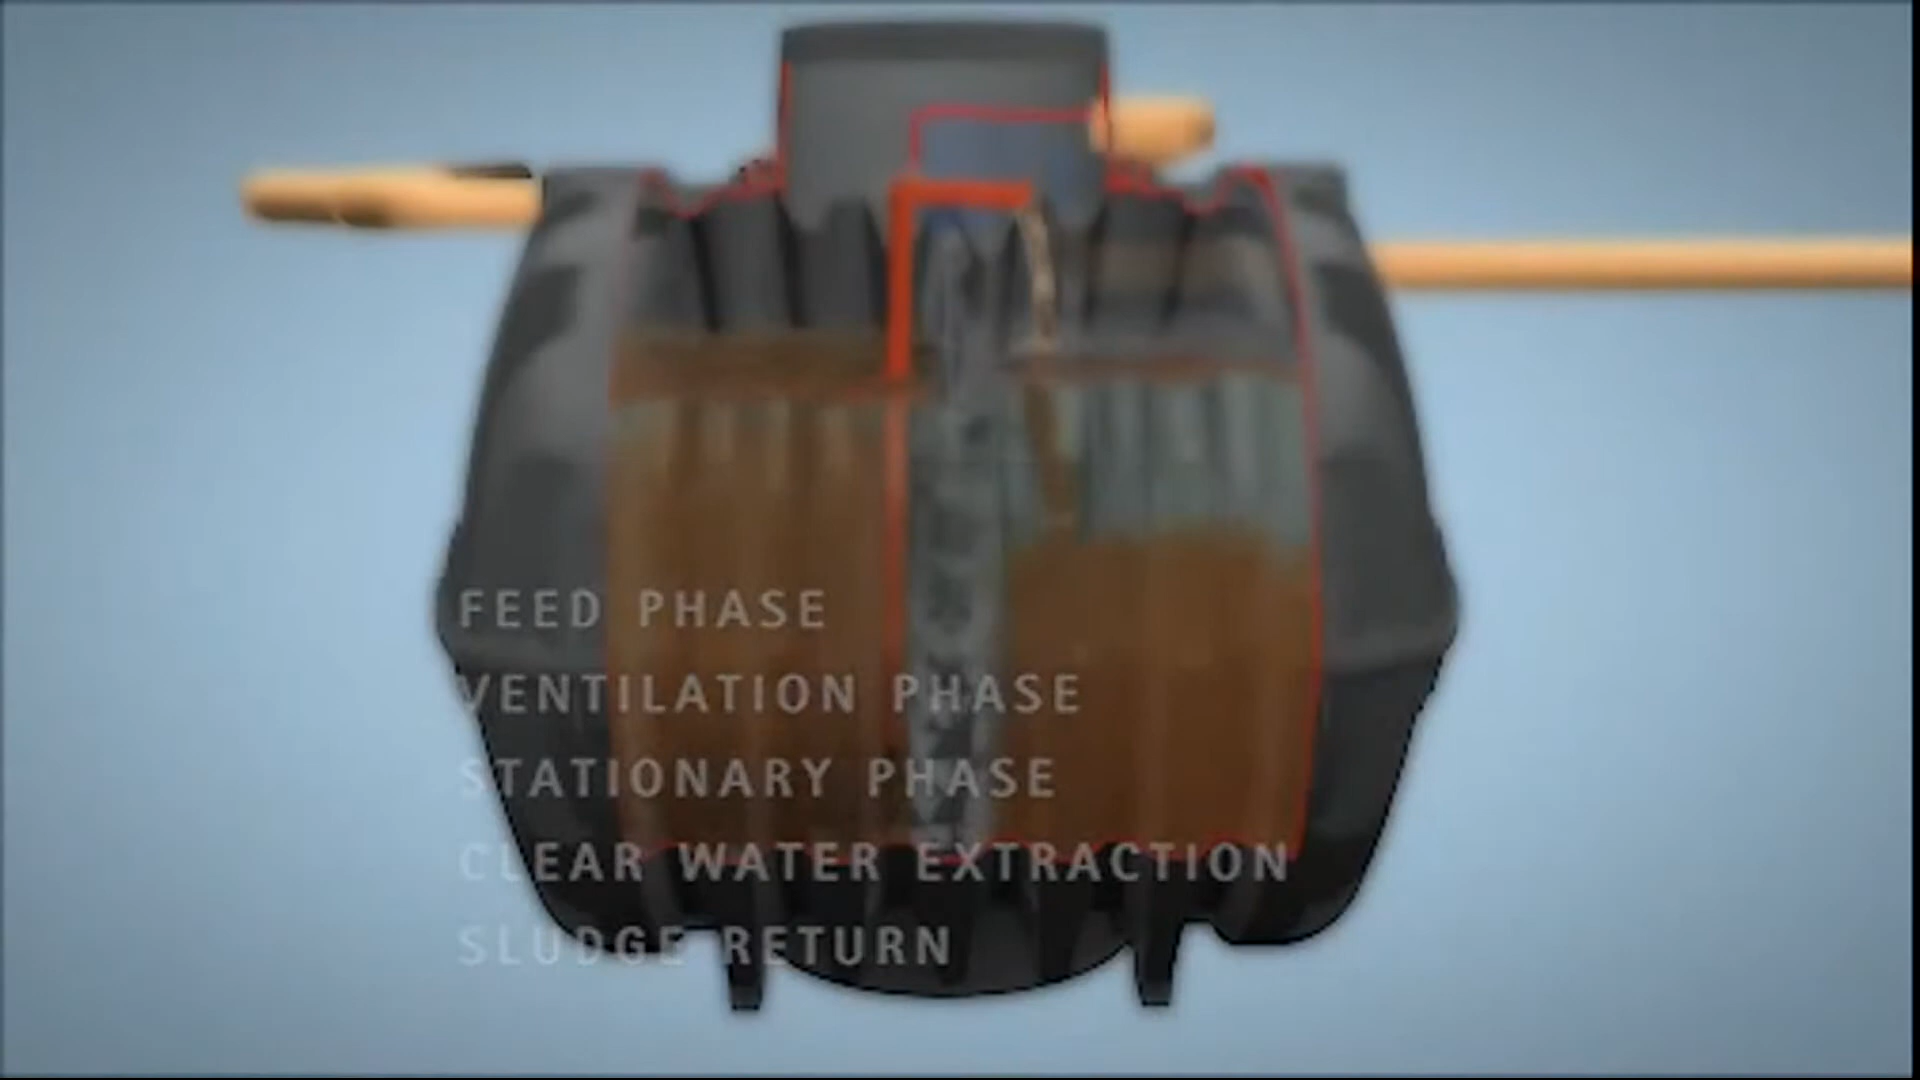 FEED PHASE
VENTILATION PHASE
STATIONARY PHASE
CLEAR WATER EXTRACTION
SLUDGE RETURN